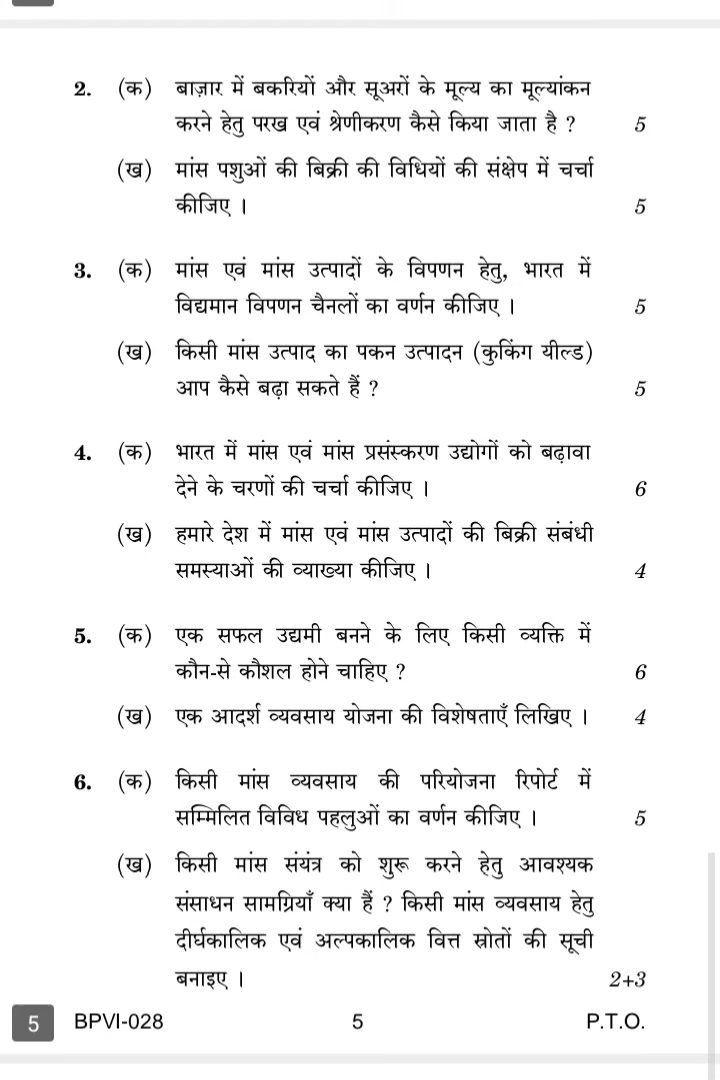 2. (क) बाज़ार में बकरियों और सूअरों के मूल्य का मूल्यांकन
करने हेतु परख एवं श्रेणीकरण कैसे किया जाता है ? 5
(ख) मांस पशुओं की बिक्री की विधियों की संक्षेप में चर्चा
कीजिए । 5
3. (क) मांस एवं मांस उत्पादों के विपणन हेतु, भारत में
विद्यमान विपणन चैनलों का वर्णन कीजिए । 5
(ख) किसी मांस उत्पाद का पकन उत्पादन (कुकिंग यील्ड)
आप कैसे बढ़ा सकते हैं ? 5
4. (क) भारत में मांस एवं मांस प्रसंस्करण उद्योगों को बढ़ावा
देने के चरणों की चर्चा कीजिए । 6
(ख) हमारे देश में मांस एवं मांस उत्पादों की बिक्री संबंधी
समस्याओं की व्याख्या कीजिए । 4
5. (क) एक सफल उद्यमी बनने के लिए किसी व्यक्ति में
कौन-से कौशल होने चाहिए ? 6
(ख) एक आदर्श व्यवसाय योजना की विशेषताएँ लिखिए । 4
6. (क) किसी मांस व्यवसाय की परियोजना रिपोर्ट में
सम्मिलित विविध पहलुओं का वर्णन कीजिए । 5
(ख) किसी मांस संयंत्र को शुरू करने हेतु आवश्यक
संसाधन सामग्रियाँ क्या हैं ? किसी मांस व्यवसाय हेतु
दीर्घकालिक एवं अल्पकालिक वित्त स्रोतों की सूची
बनाइए । 2+3
5 BPVI-028 5 P.T.O.